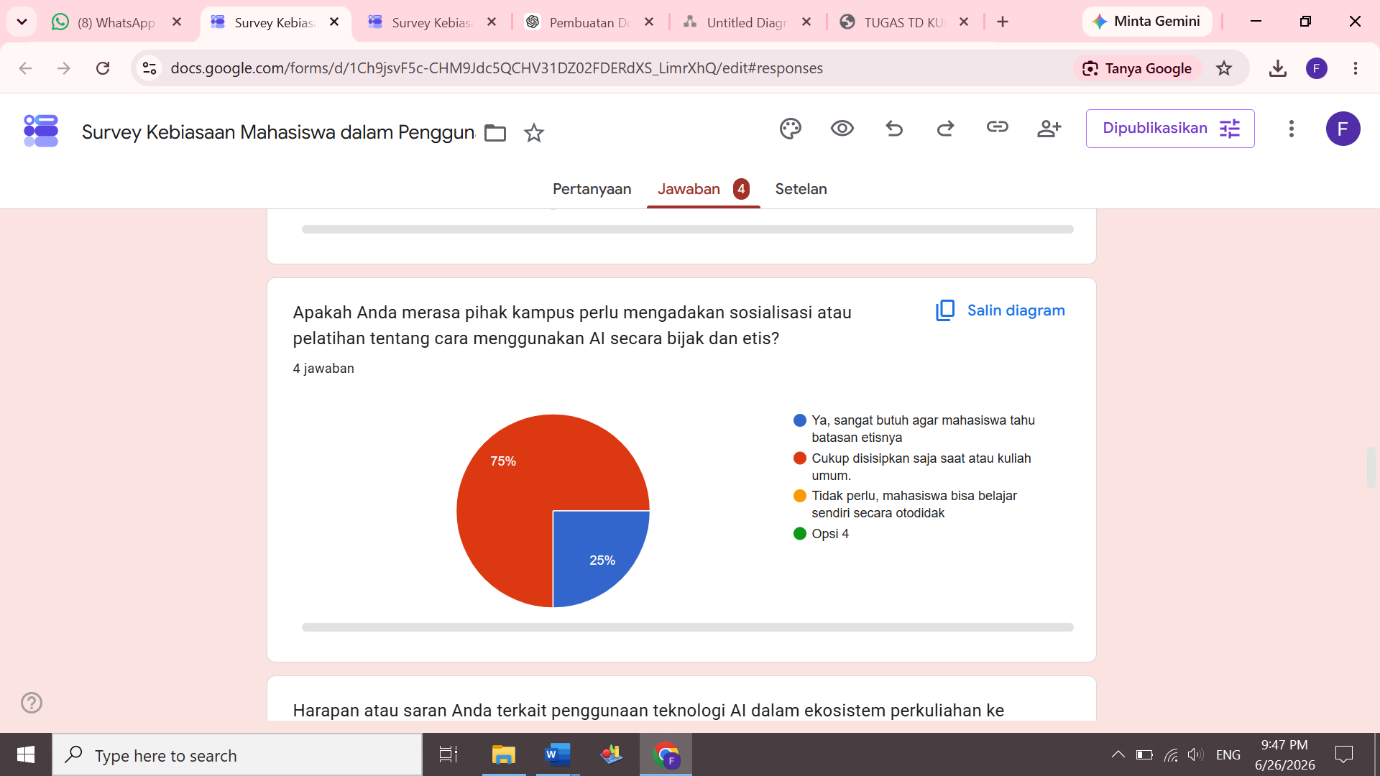 (8) WhatsApp
Survey Kebias
Survey Kebias
Pembuatan D
Untitled Diagr
TUGAS TD KU
Minta Gemini
docs.google.com/forms/d/1Ch9jsvF5c-CHM9Jdc5QCHV31DZ02FDERdXS_LimrXhQ/edit#responses
Tanya Google
F
Survey Kebiasaan Mahasiswa dalam Penggun
Dipublikasikan
F
Pertanyaan
Jawaban 4
Setelan
Apakah Anda merasa pihak kampus perlu mengadakan sosialisasi atau
pelatihan tentang cara menggunakan AI secara bijak dan etis?
Salin diagram
4 jawaban
75%
25%
Ya, sangat butuh agar mahasiswa tahu
batasan etisnya
Cukup disisipkan saja saat atau kuliah
umum.
Tidak perlu, mahasiswa bisa belajar
sendiri secara otodidak
Opsi 4
Harapan atau saran Anda terkait penggunaan teknologi AI dalam ekosistem perkuliahan ke
Type here to search
W
F
ENG
9:47 PM
6/26/2026